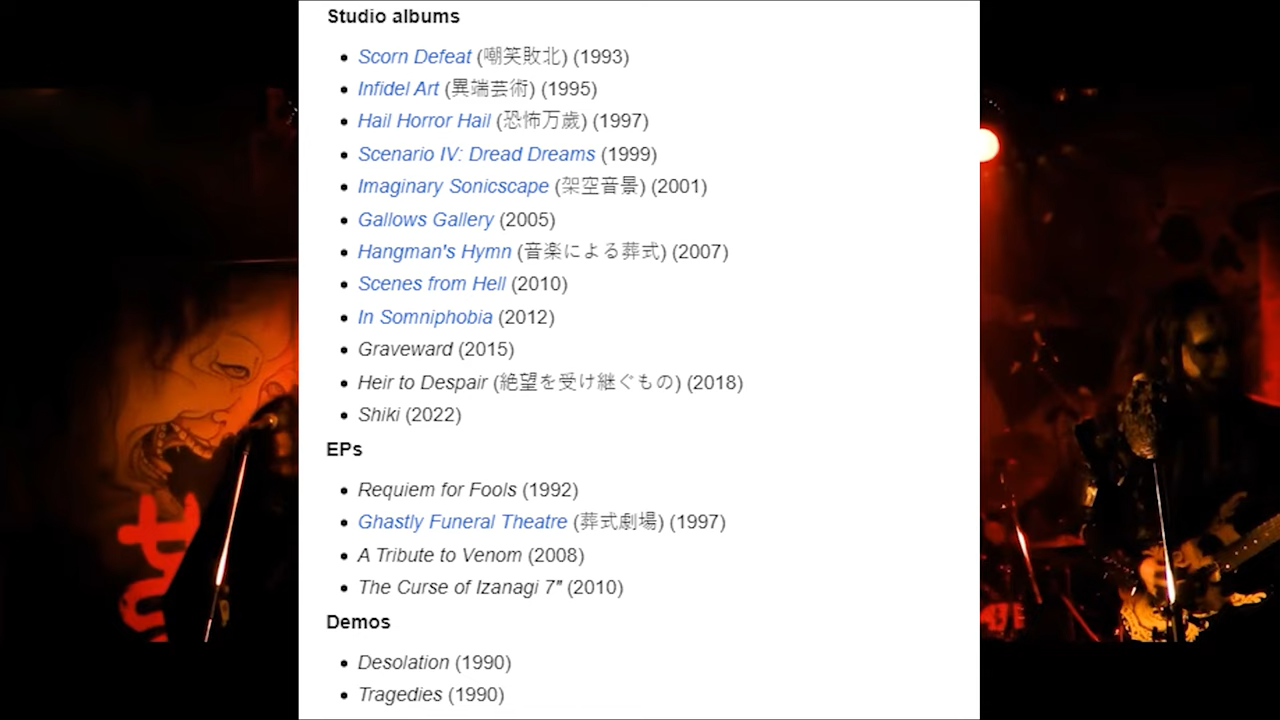 Studio albums
Scorn Defeat (嘲笑敗北) (1993)
Infidel Art (異端芸術) (1995)
Hail Horror Hail (恐怖万歳) (1997)
Scenario IV: Dread Dreams (1999)
Imaginary Sonicscape (架空音景) (2001)
Gallows Gallery (2005)
Hangman's Hymn (音楽による葬式) (2007)
Scenes from Hell (2010)
In Somniphobia (2012)
Graveward (2015)
Heir to Despair (絶望を受け継ぐもの) (2018)
Shiki (2022)
EPs
Requiem for Fools (1992)
Ghastly Funeral Theatre (葬式劇場) (1997)
A Tribute to Venom (2008)
The Curse of Izanagi 7" (2010)
Demos
Desolation (1990)
Tragedies (1990)